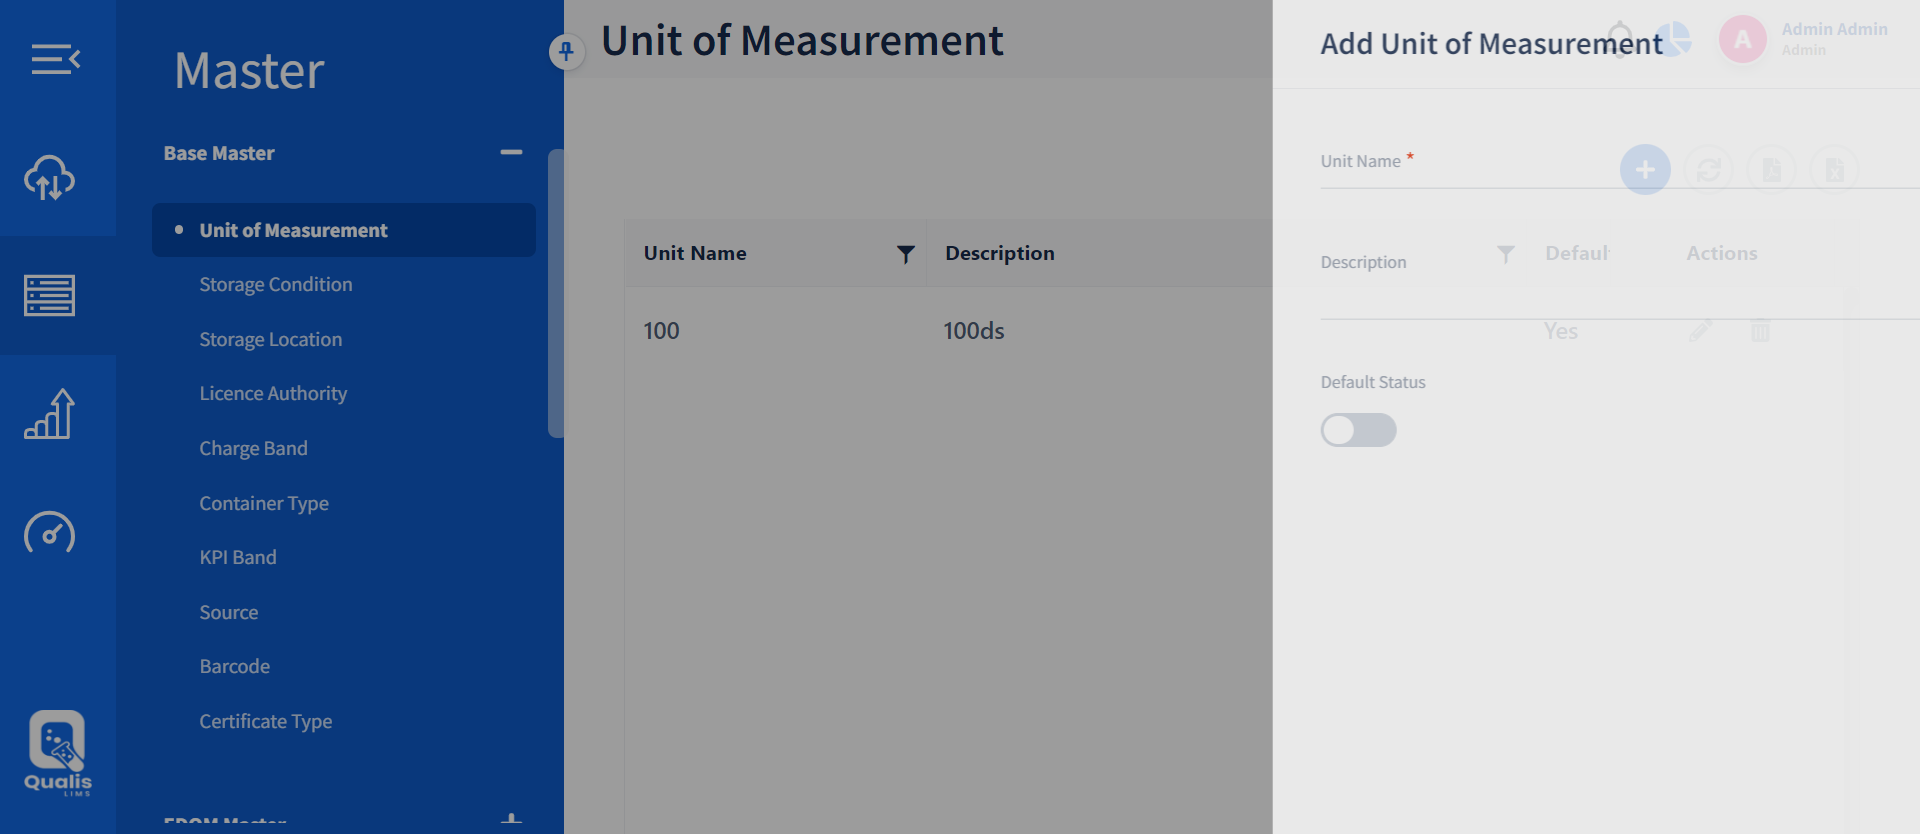 Master
Base Master
Unit of Measurement
Storage Condition
Storage Location
Licence Authority
Charge Band
Container Type
KPI Band
Source
Barcode
Certificate Type
Qualis
LIMS
Unit of Measurement
Unit Name
Description
100
100ds
Add Unit of Measurement
A
Admin Admin
Admin
Unit Name *
Description
Defaul
Actions
Yes
Default Status